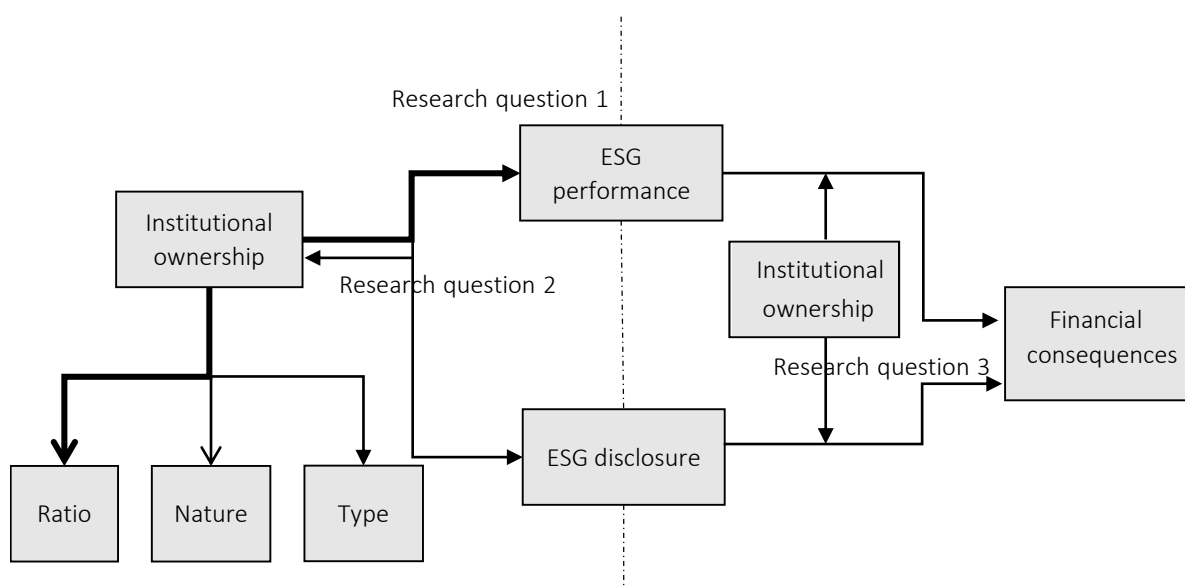 Research question 1
ESG
performance
Institutional
ownership
Research question 2
Institutional
ownership
Financial
consequences
Research question 3
ESG disclosure
Ratio
Nature
Type